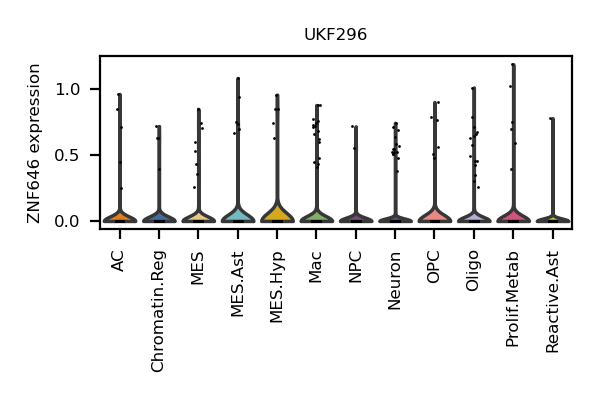 UKF296
ZNF646 expression
1.0
0.5
0.0
AC
Chromatin.Reg
MES
MES.Ast
MES.Hyp
Mac
NPC
Neuron
OPC
Oligo
Prolif.Metab
Reactive.Ast